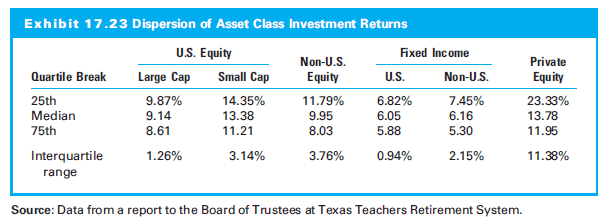 Exhibit 17.23 Dispersion of Asset Class Investment Returns
U.S. Equity Fixed Income
Non-U.S. Private
Quartile Break Large Cap Small Cap Equity U.S. Non-U.S. Equity
25th 9.87% 14.35% 11.79% 6.82% 7.45% 23.33%
Median 9.14 13.38 9.95 6.05 6.16 13.78
75th 8.61 11.21 8.03 5.88 5.30 11.95
Interquartile 1.26% 3.14% 3.76% 0.94% 2.15% 11.38%
range
Source: Data from a report to the Board of Trustees at Texas Teachers Retirement System.